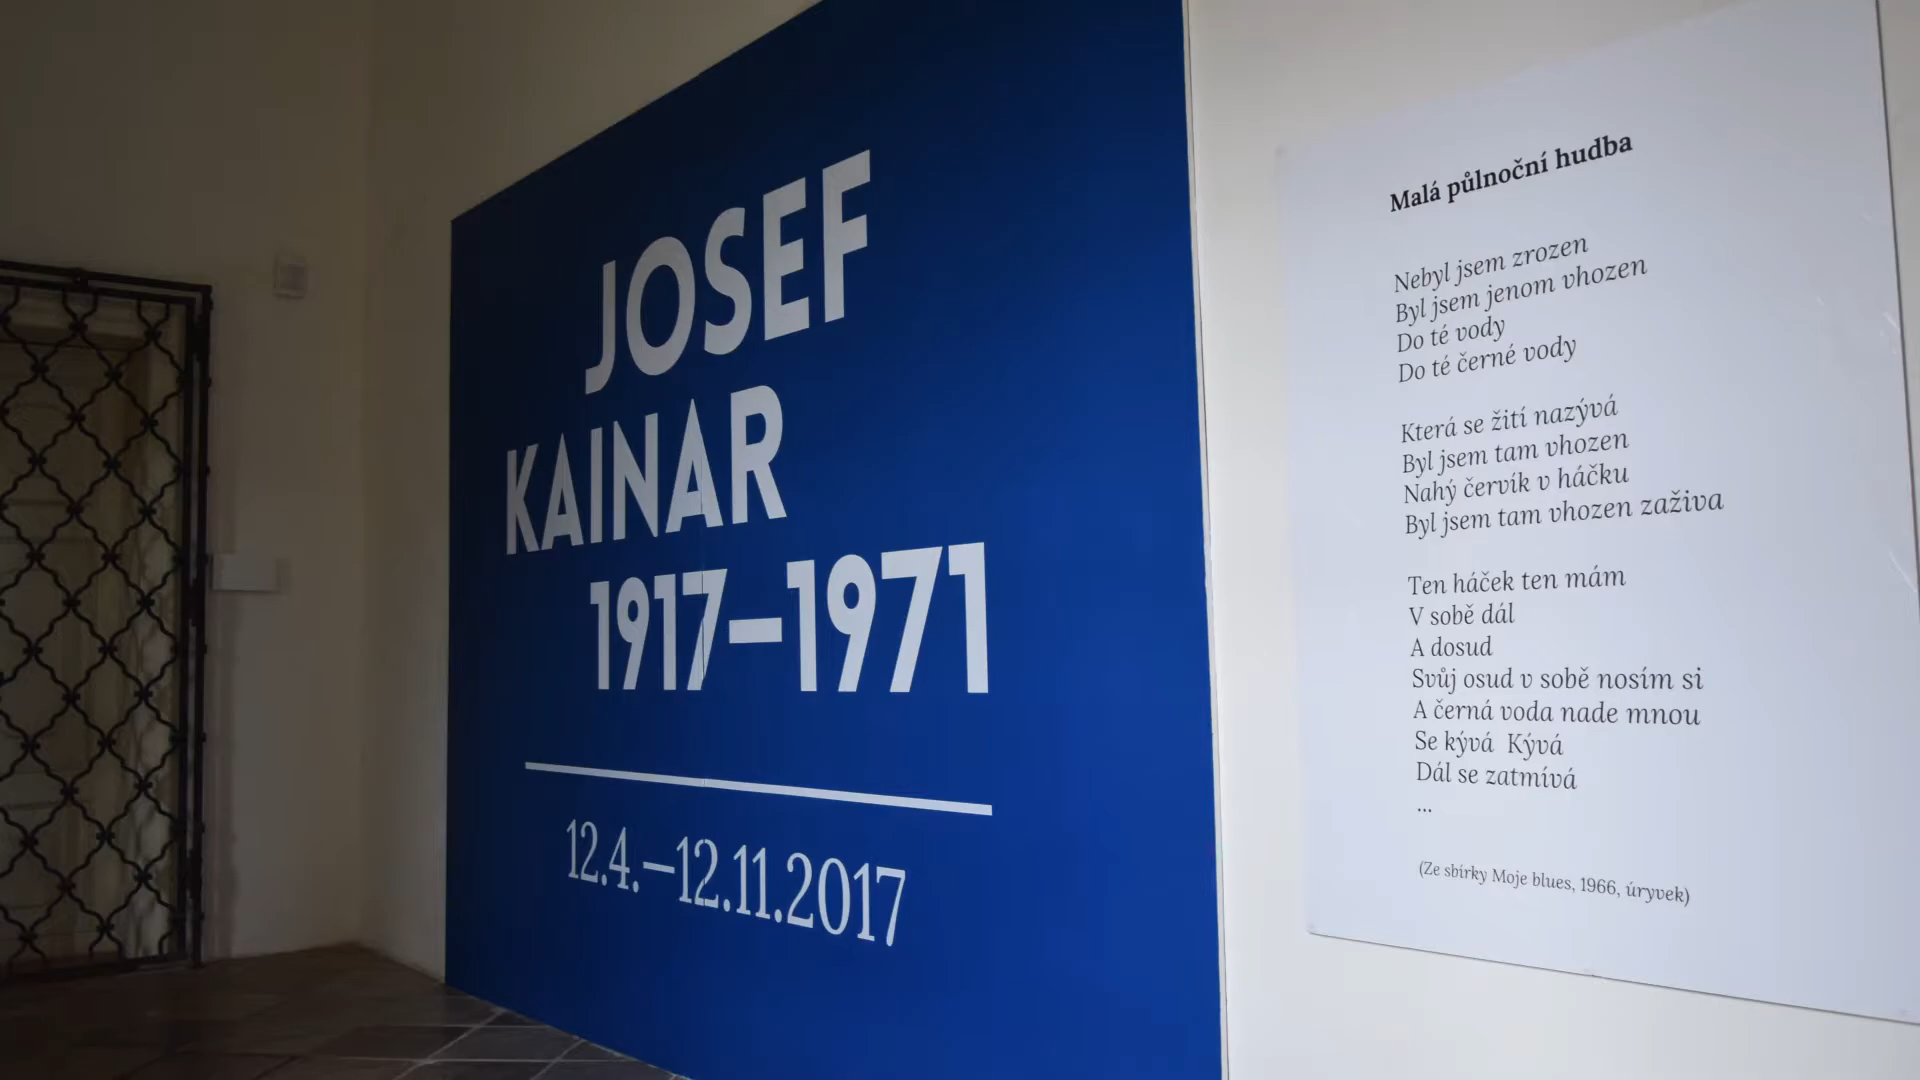 JOSEF
KAINAR
1917–1971
12.4.–12.11.2017
Malá půlnoční hudba
Nebyl jsem zrozen
Byl jsem jenom vhozen
Do té vody
Do té černé vody
Která se žití nazývá
Byl jsem tam vhozen
Nahý červík v háčku
Byl jsem tam vhozen zaživa
Ten háček ten mám
V sobě dál
A dosud
Svůj osud v sobě nosím si
A černá voda nade mnou
Se kývá  Kývá
Dál se zatmívá
...
(Ze sbírky Moje blues, 1966, úryvek)